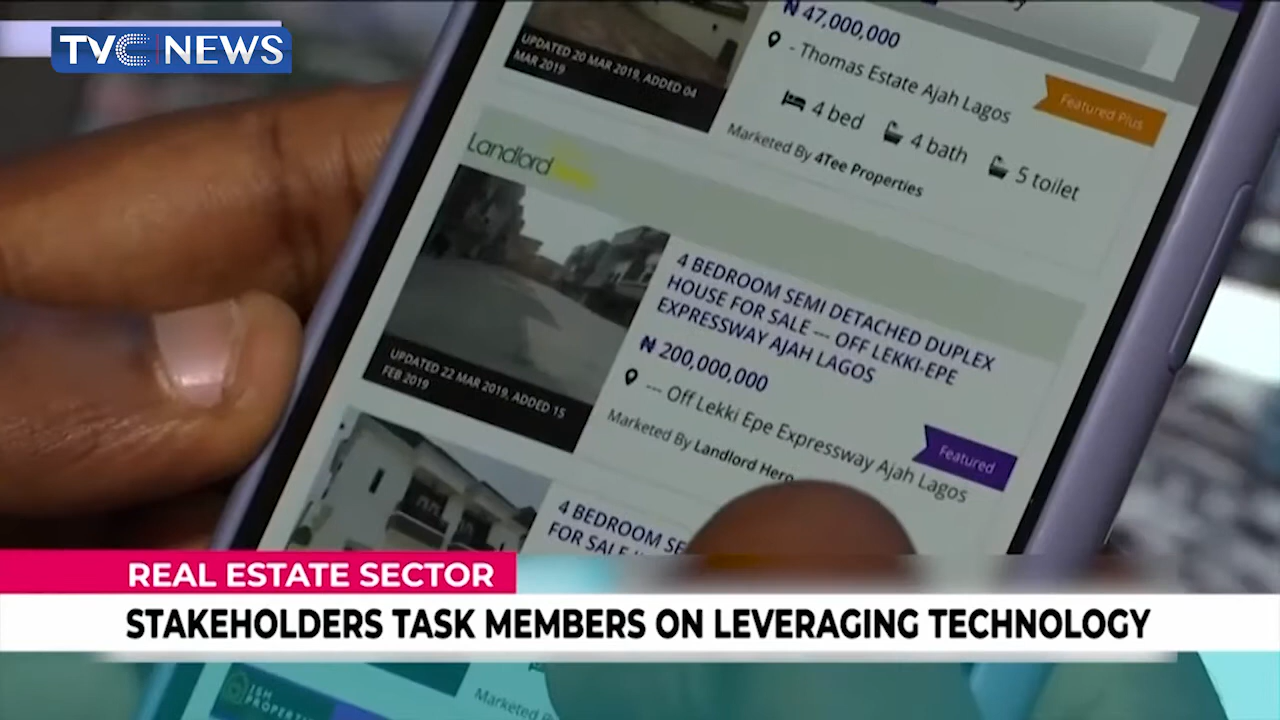 TVC NEWS
₦ 47,000,000
- Thomas Estate Ajah Lagos
Featured Plus
4 bed 4 bath 5 toilet
Marketed By 4Tee Properties
UPDATED 20 MAR 2019, ADDED 04
MAR 2019
Landlord
4 BEDROOM SEMI DETACHED DUPLEX
HOUSE FOR SALE --- OFF LEKKI-EPE
EXPRESSWAY AJAH LAGOS
₦ 200,000,000
--- Off Lekki Epe Expressway Ajah Lagos
Marketed By Landlord Hero
Featured
UPDATED 22 MAR 2019, ADDED 15
FEB 2019
4 BEDROOM SE
FOR SALE
REAL ESTATE SECTOR
STAKEHOLDERS TASK MEMBERS ON LEVERAGING TECHNOLOGY
Marketed